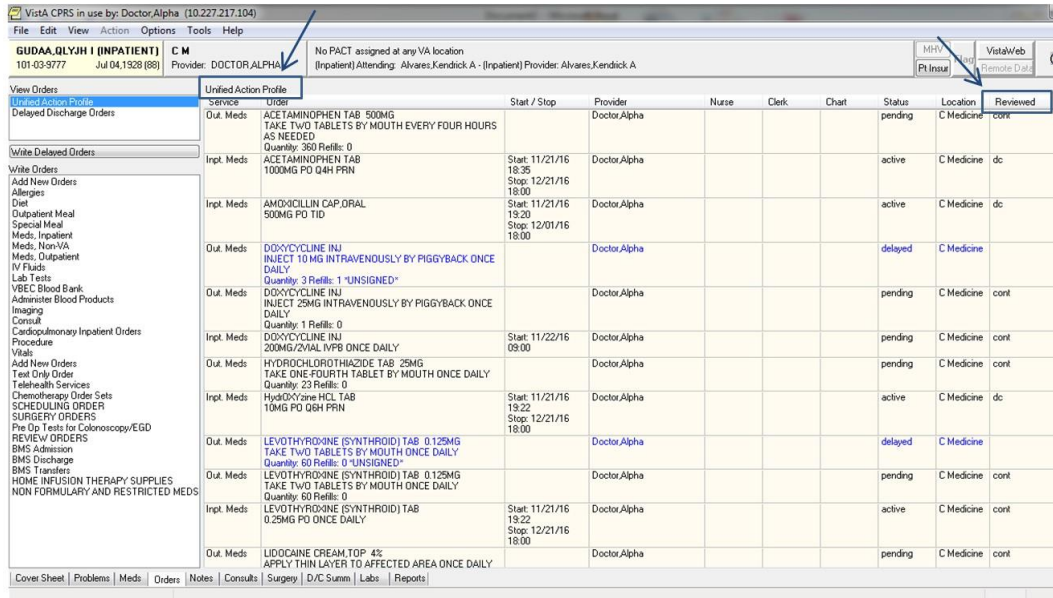 VistA CPRS in use by: Doctor,Alpha (10.227.217.104)
File Edit View Action Options Tools Help
GUDAA,QLYJH I (INPATIENT) C M No PACT assigned at any VA location MHV Flag VistaWeb
101-03-9777 Jul 04,1928 (88) Provider: DOCTOR,ALPHA (Inpatient) Attending: Alvares,Kendrick A - (Inpatient) Provider: Alvares,Kendrick A Pt Insur Remote Data
View Orders
Unified Action Profile
Delayed Discharge Orders
Write Delayed Orders
Write Orders
Add New Orders
Allergies
Diet
Outpatient Meal
Special Meal
Meds, Inpatient
Meds, Non-VA
Meds, Outpatient
IV Fluids
Lab Tests
VBEC Blood Bank
Administer Blood Products
Imaging
Consult
Cardiopulmonary Inpatient Orders
Procedure
Vitals
Add New Orders
Text Only Order
Telehealth Services
Chemotherapy Order Sets
SCHEDULING ORDER
SURGERY ORDERS
Pre Op Tests for Colonoscopy/EGD
REVIEW ORDERS
BMS Admission
BMS Discharge
BMS Transfers
HOME INFUSION THERAPY SUPPLIES
NON FORMULARY AND RESTRICTED MEDS
Unified Action Profile
Service Order Start / Stop Provider Nurse Clerk Chart Status Location Reviewed
Out. Meds ACETAMINOPHEN TAB 500MG Doctor,Alpha pending C Medicine cont
TAKE TWO TABLETS BY MOUTH EVERY FOUR HOURS
AS NEEDED
Quantity: 360 Refills: 0
Inpt. Meds ACETAMINOPHEN TAB Start: 11/21/16 Doctor,Alpha active C Medicine dc
1000MG PO Q4H PRN 18:35
Stop: 12/21/16
18:00
Inpt. Meds AMOXICILLIN CAP,ORAL Start: 11/21/16 Doctor,Alpha active C Medicine dc
500MG PO TID 19:20
Stop: 12/01/16
18:00
Out. Meds DOXYCYCLINE INJ Doctor,Alpha delayed C Medicine
INJECT 10 MG INTRAVENOUSLY BY PIGGYBACK ONCE
DAILY
Quantity: 3 Refills: 1 *UNSIGNED*
Out. Meds DOXYCYCLINE INJ Doctor,Alpha pending C Medicine cont
INJECT 25MG INTRAVENOUSLY BY PIGGYBACK ONCE
DAILY
Quantity: 1 Refills: 0
Inpt. Meds DOXYCYCLINE INJ Start: 11/22/16 Doctor,Alpha pending C Medicine cont
200MG/2VIAL IVPB ONCE DAILY 09:00
Out. Meds HYDROCHLOROTHIAZIDE TAB 25MG Doctor,Alpha pending C Medicine cont
TAKE ONE-FOURTH TABLET BY MOUTH ONCE DAILY
Quantity: 23 Refills: 0
Inpt. Meds HydrOXYzine HCL TAB Start: 11/21/16 Doctor,Alpha active C Medicine dc
10MG PO Q6H PRN 19:22
Stop: 12/21/16
18:00
Out. Meds LEVOTHYROXINE (SYNTHROID) TAB 0.125MG Doctor,Alpha delayed C Medicine
TAKE TWO TABLETS BY MOUTH ONCE DAILY
Quantity: 60 Refills: 0 *UNSIGNED*
Out. Meds LEVOTHYROXINE (SYNTHROID) TAB 0.125MG Doctor,Alpha pending C Medicine cont
TAKE TWO TABLETS BY MOUTH ONCE DAILY
Quantity: 60 Refills: 0
Inpt. Meds LEVOTHYROXINE (SYNTHROID) TAB Start: 11/21/16 Doctor,Alpha active C Medicine cont
0.25MG PO ONCE DAILY 19:22
Stop: 12/21/16
18:00
Out. Meds LIDOCAINE CREAM,TOP 4% Doctor,Alpha pending C Medicine cont
APPLY THIN LAYER TO AFFECTED AREA ONCE DAILY
Cover Sheet Problems Meds Orders Notes Consults Surgery D/C Summ Labs Reports